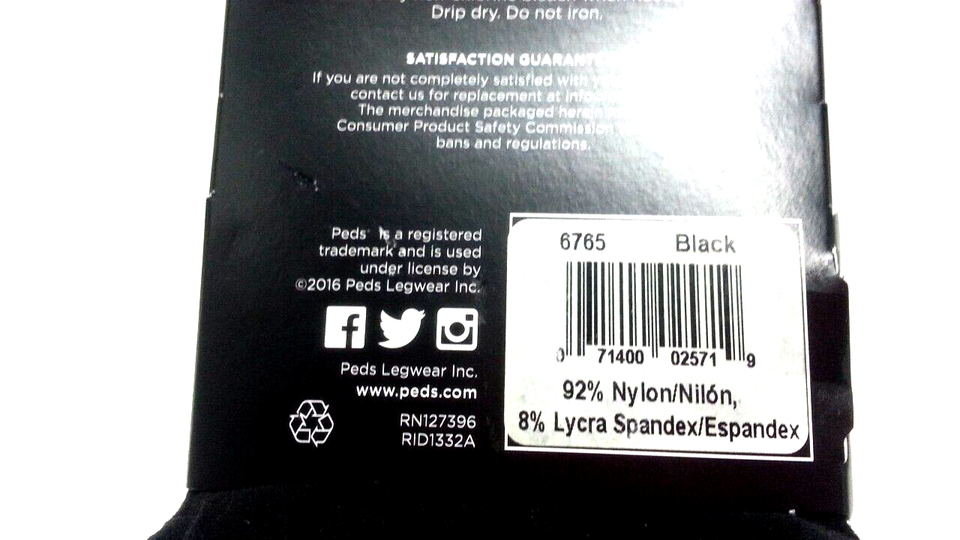 Drip dry. Do not iron.
SATISFACTION
If you are not completely satisfied with
contact us for replacement at
The merchandise packaged herein
Consumer Product Safety Commission
bans and regulations.
Peds is a registered
trademark and is used
under license by
©2016 Peds Legwear Inc.
Peds Legwear Inc.
www.peds.com
RN127396
RID1332A
6765 Black
0 71400 02571 9
92% Nylon/Nilón,
8% Lycra Spandex/Espandex